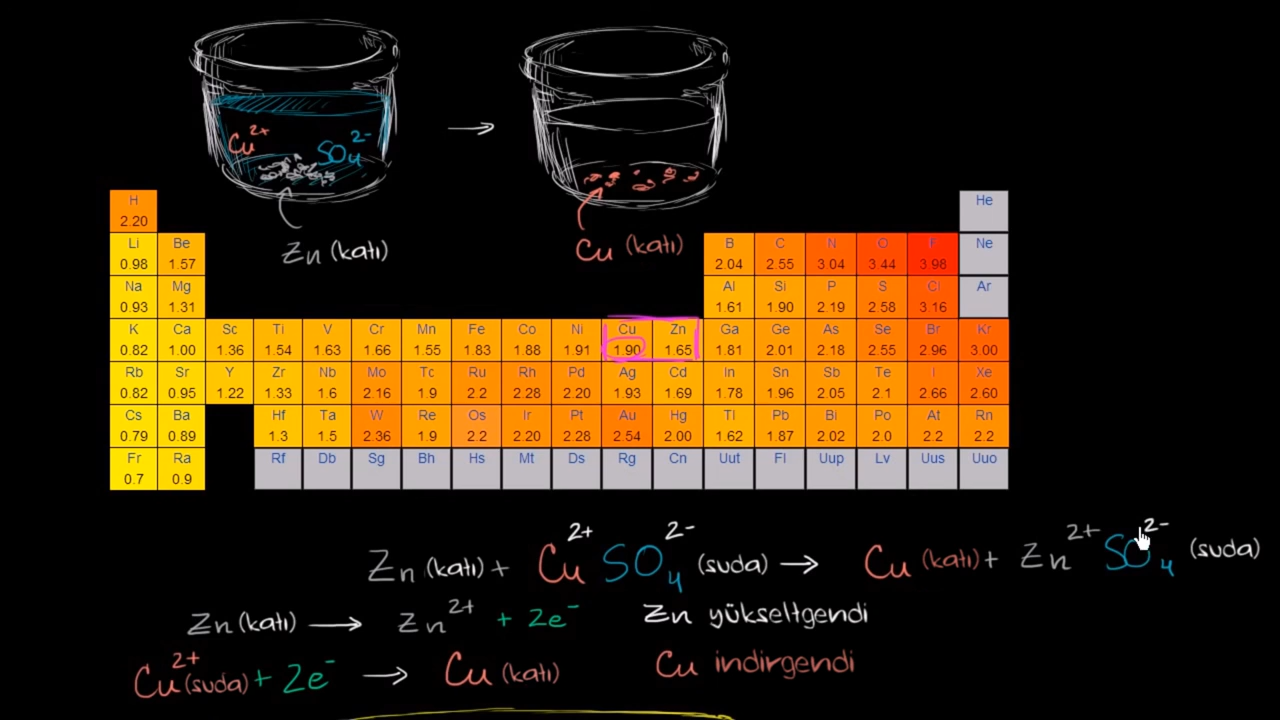 Cu²⁺ SO₄²⁻
Zn (katı)
Cu (katı)
H He
2.20
Li Be B C N O F Ne
0.98 1.57 2.04 2.55 3.04 3.44 3.98
Na Mg Al Si P S Cl Ar
0.93 1.31 1.61 1.90 2.19 2.58 3.16
K Ca Sc Ti V Cr Mn Fe Co Ni Cu Zn Ga Ge As Se Br Kr
0.82 1.00 1.36 1.54 1.63 1.66 1.55 1.83 1.88 1.91 1.90 1.65 1.81 2.01 2.18 2.55 2.96 3.00
Rb Sr Y Zr Nb Mo Tc Ru Rh Pd Ag Cd In Sn Sb Te I Xe
0.82 0.95 1.22 1.33 1.6 2.16 1.9 2.2 2.28 2.20 1.93 1.69 1.78 1.96 2.05 2.1 2.66 2.60
Cs Ba Hf Ta W Re Os Ir Pt Au Hg Tl Pb Bi Po At Rn
0.79 0.89 1.3 1.5 2.36 1.9 2.2 2.20 2.28 2.54 2.00 1.62 1.87 2.02 2.0 2.2 2.2
Fr Ra Rf Db Sg Bh Hs Mt Ds Rg Cn Uut Fl Uup Lv Uus Uuo
0.7 0.9
Zn (katı) + Cu²⁺ SO₄²⁻ (suda) → Cu (katı) + Zn²⁺ SO₄²⁻ (suda)
Zn (katı) → Zn²⁺ + 2e⁻ Zn yükseltgendi
Cu²⁺ (suda) + 2e⁻ → Cu (katı) Cu indirgendi